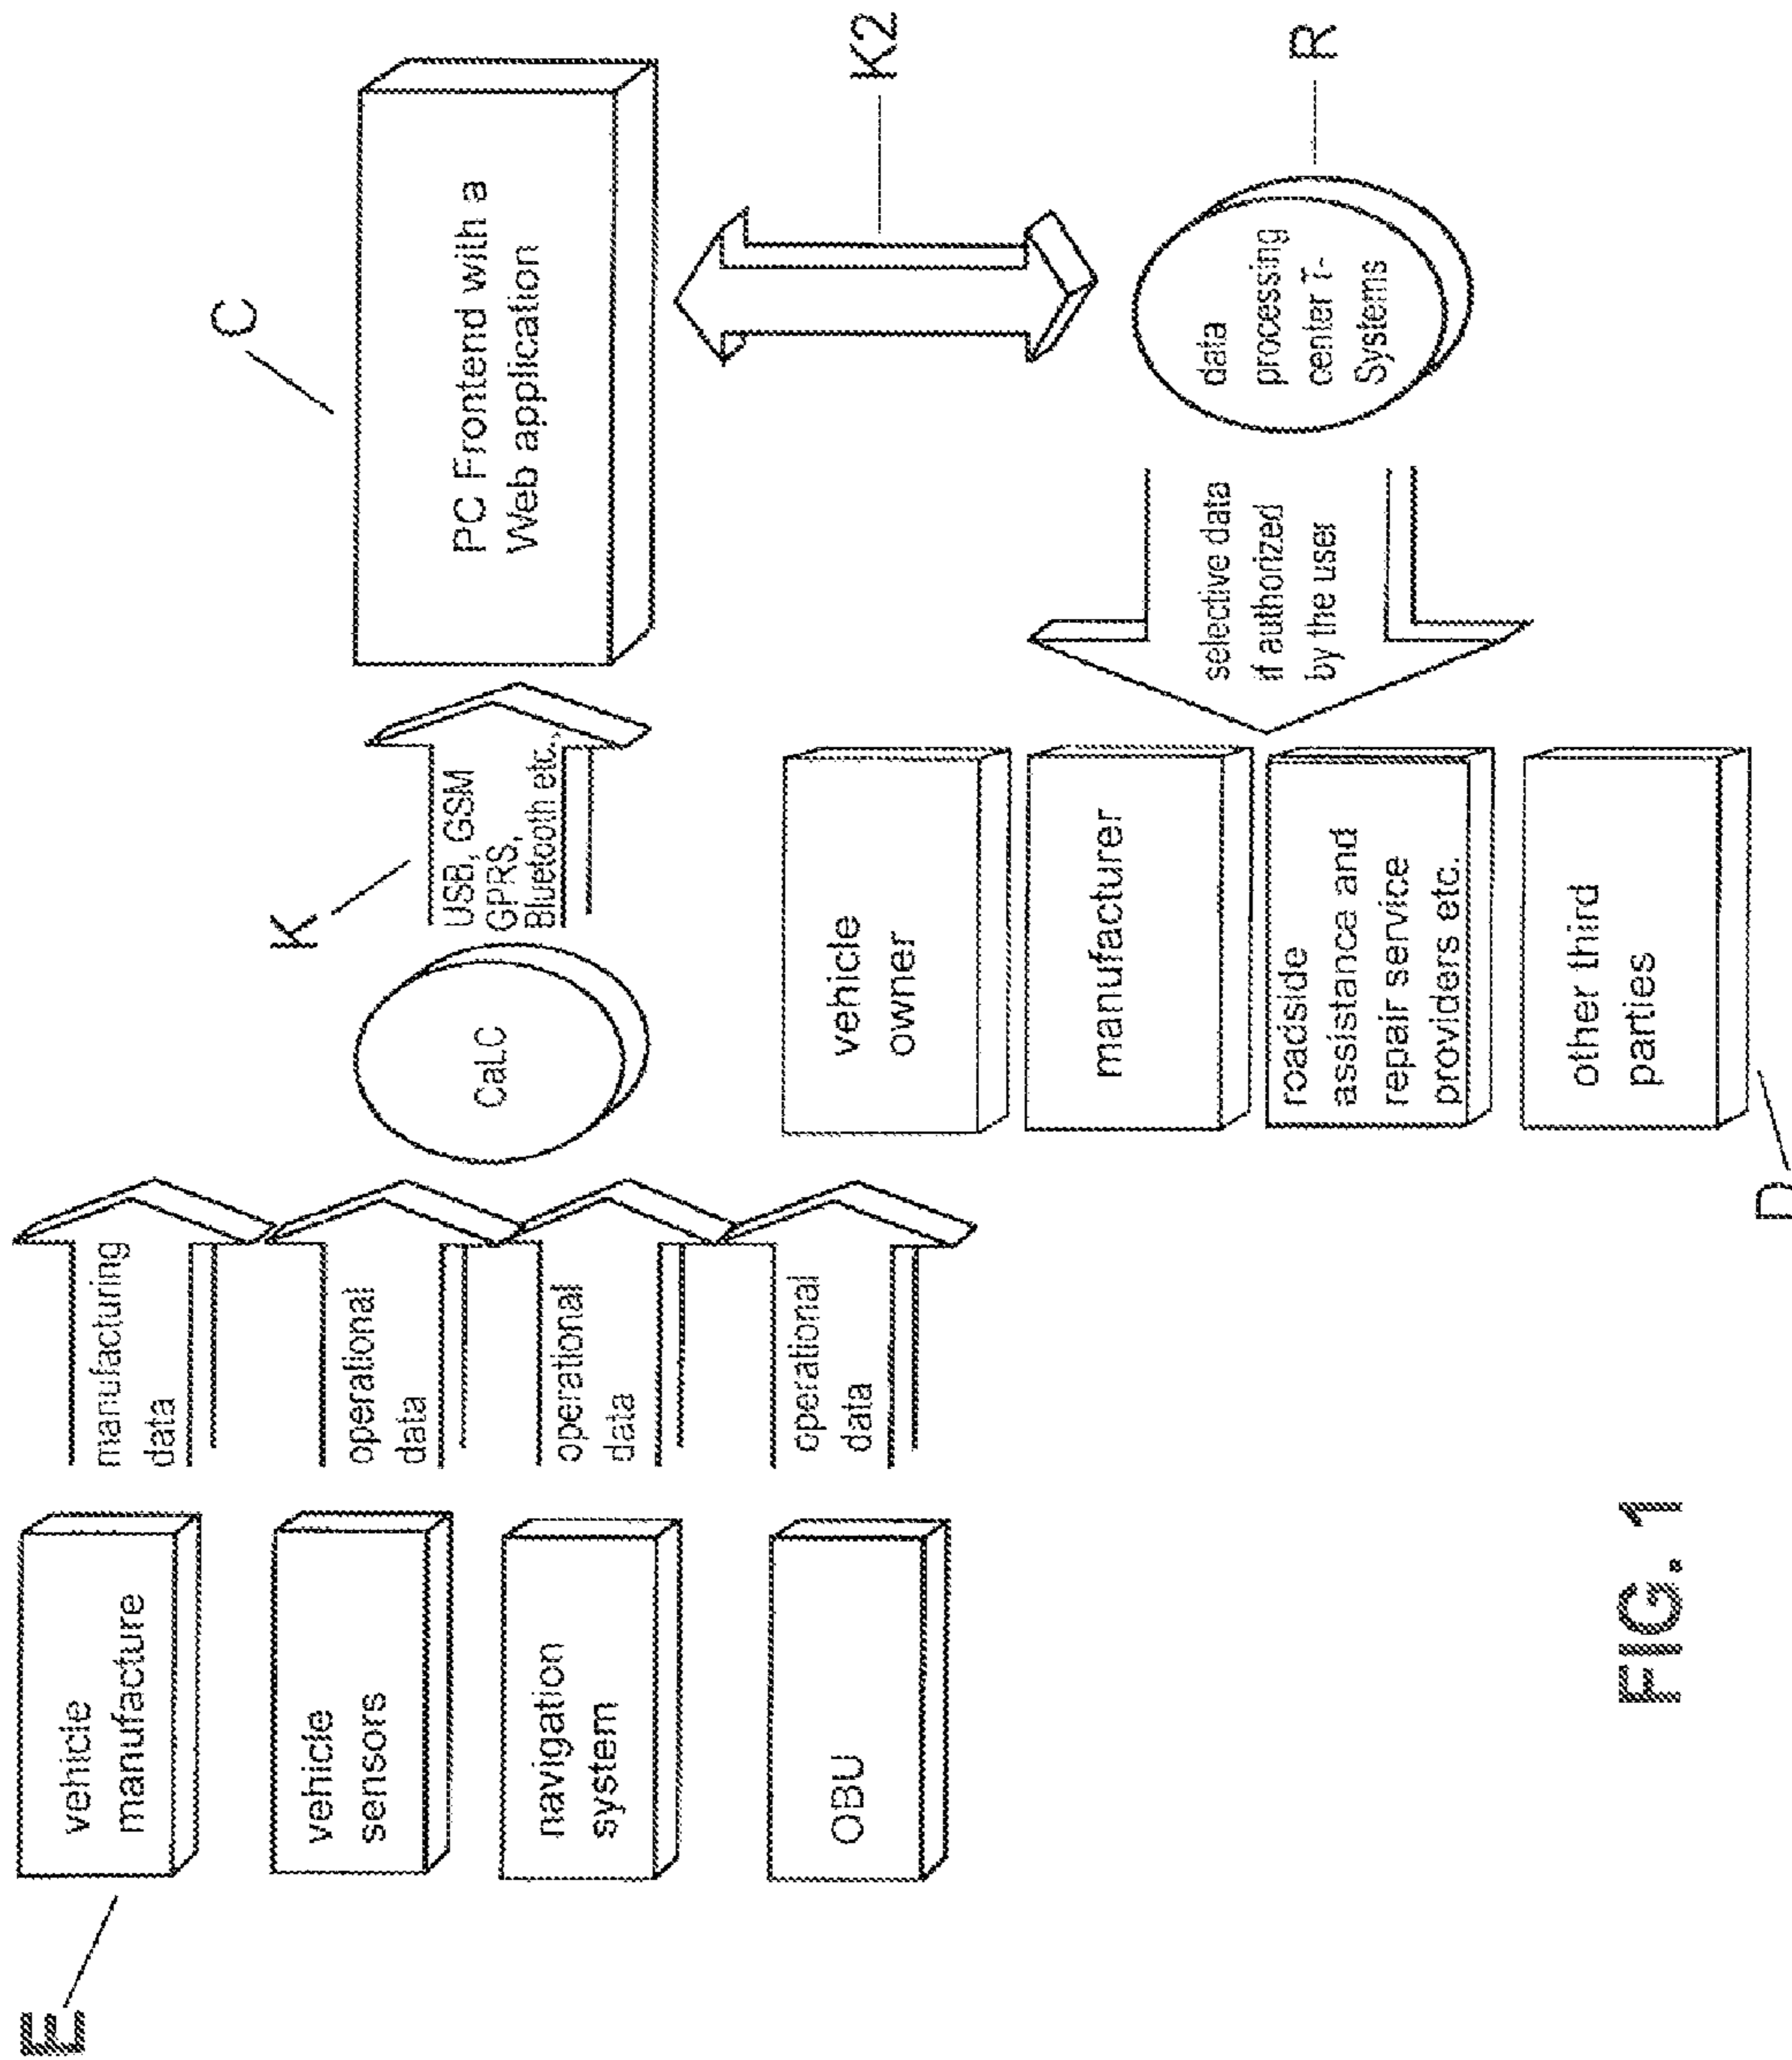 E
vehicle
manufacture
manufacturing
data
vehicle
sensors
operational
data
navigation
system
operational
data
OBU
operational
data
CaLC
K
USB, GSM
GPRS,
Bluetooth etc.,
C
PC Frontend with a
Web application
K2
R
data
processing
center T-
Systems
selective data
if authorized
by the user
vehicle
owner
manufacturer
roadside
assistance and
repair service
providers etc.
other third
parties
D
FIG. 1